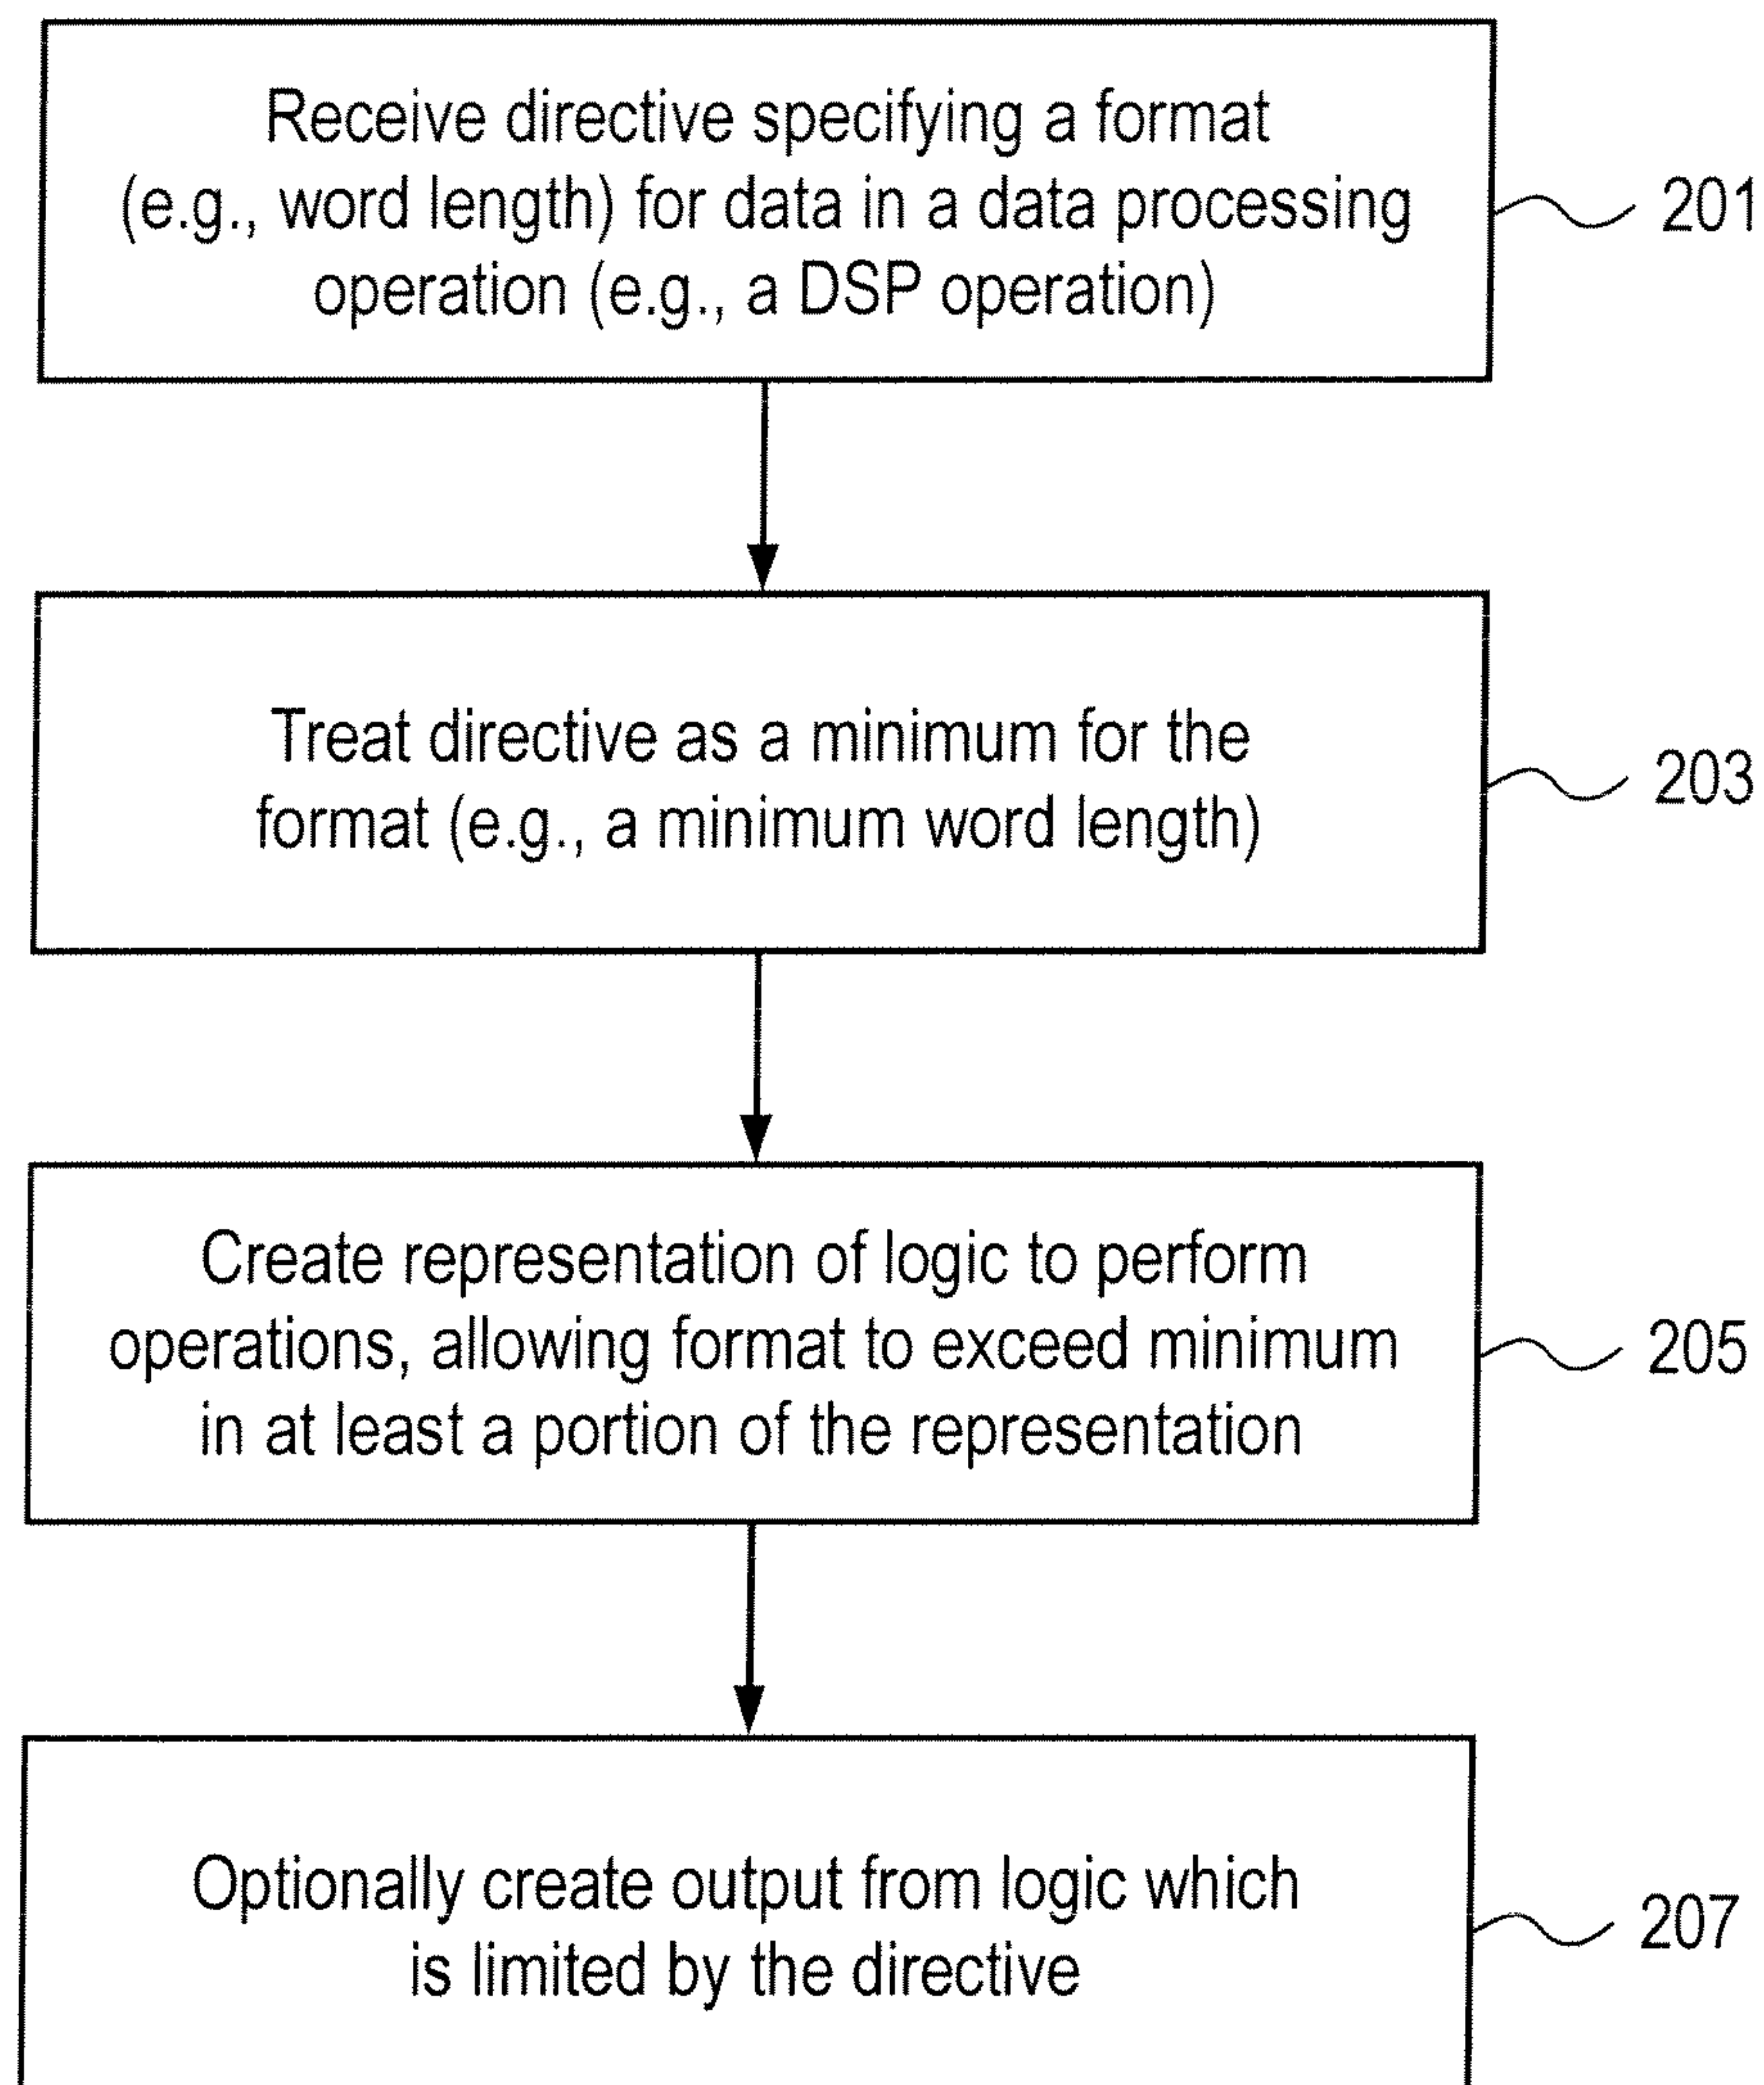 Receive directive specifying a format
(e.g., word length) for data in a data processing
operation (e.g., a DSP operation)
201
Treat directive as a minimum for the
format (e.g., a minimum word length)
203
Create representation of logic to perform
operations, allowing format to exceed minimum
in at least a portion of the representation
205
Optionally create output from logic which
is limited by the directive
207